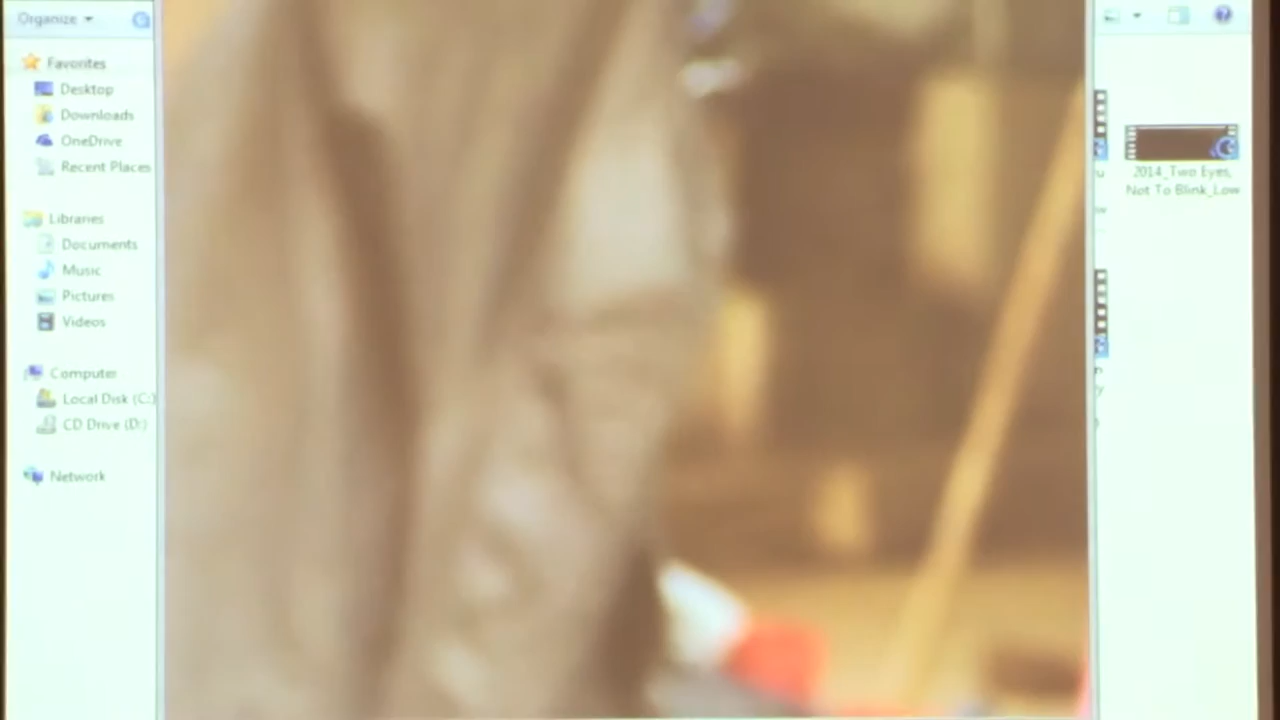 Organize
Favorites
Desktop
Downloads
OneDrive
Recent Places
Libraries
Documents
Music
Pictures
Videos
Computer
Local Disk (C:)
CD Drive (D:)
Network
2014_Two Eyes,
Not To Blink_Low